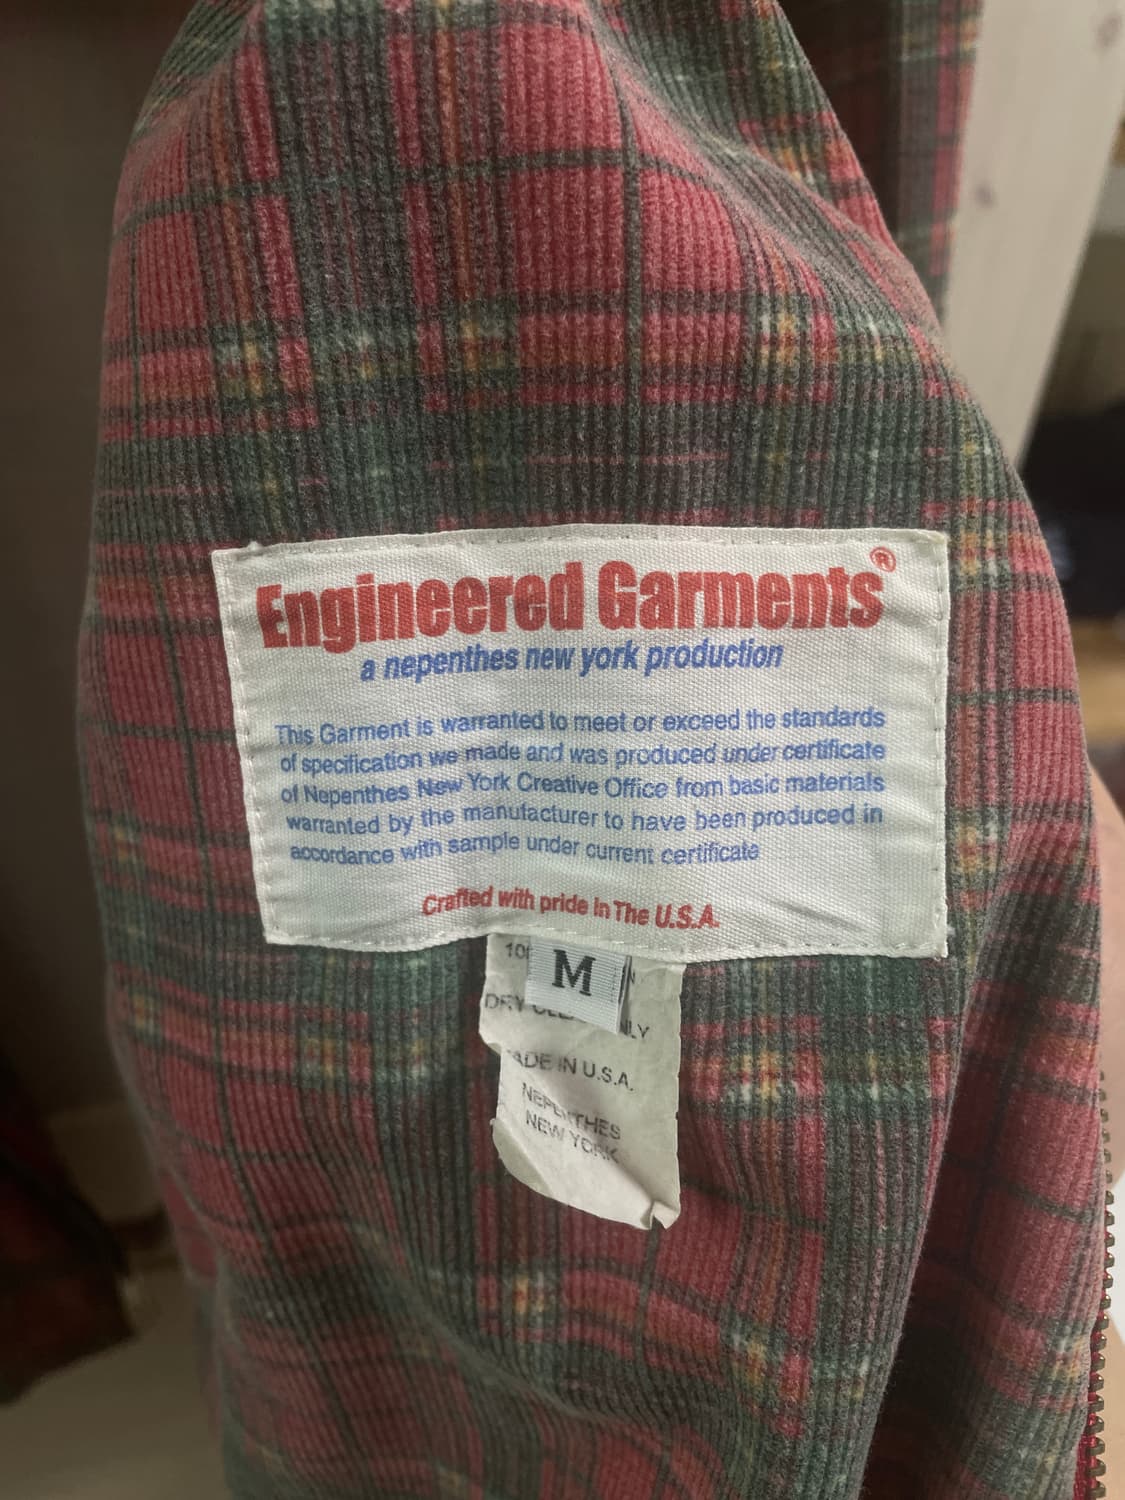 Engineered Garments®
a nepenthes new york production
This Garment is warranted to meet or exceed the standards
of specification we made and was produced under certificate
of Nepenthes New York Creative Office from basic materials
warranted by the manufacturer to have been produced in
accordance with sample under current certificate
Crafted with pride in The U.S.A.
M
IN U.S.A.
NEPENTHES
NEW YORK